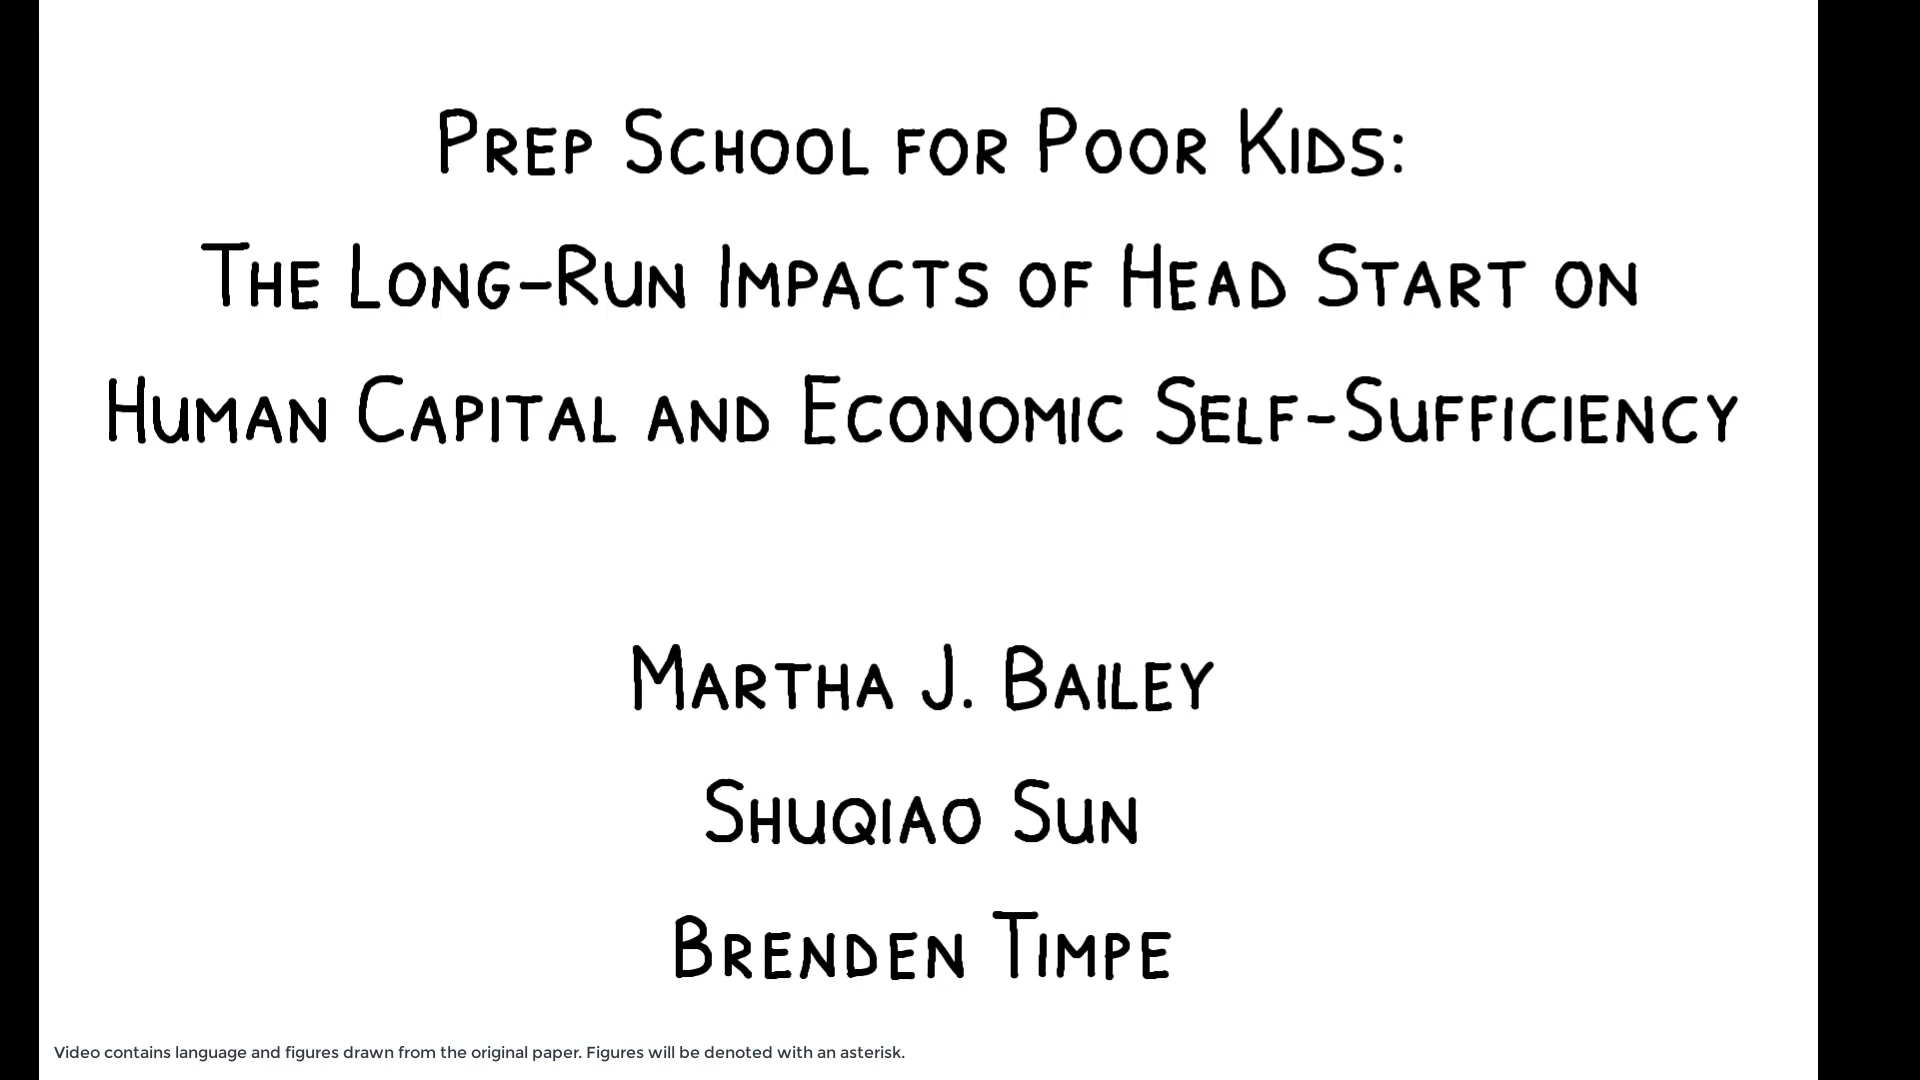 Prep School for Poor Kids:
The Long-Run Impacts of Head Start on
Human Capital and Economic Self-Sufficiency
Martha J. Bailey
Shuqiao Sun
Brenden Timpe
Video contains language and figures drawn from the original paper. Figures will be denoted with an asterisk.